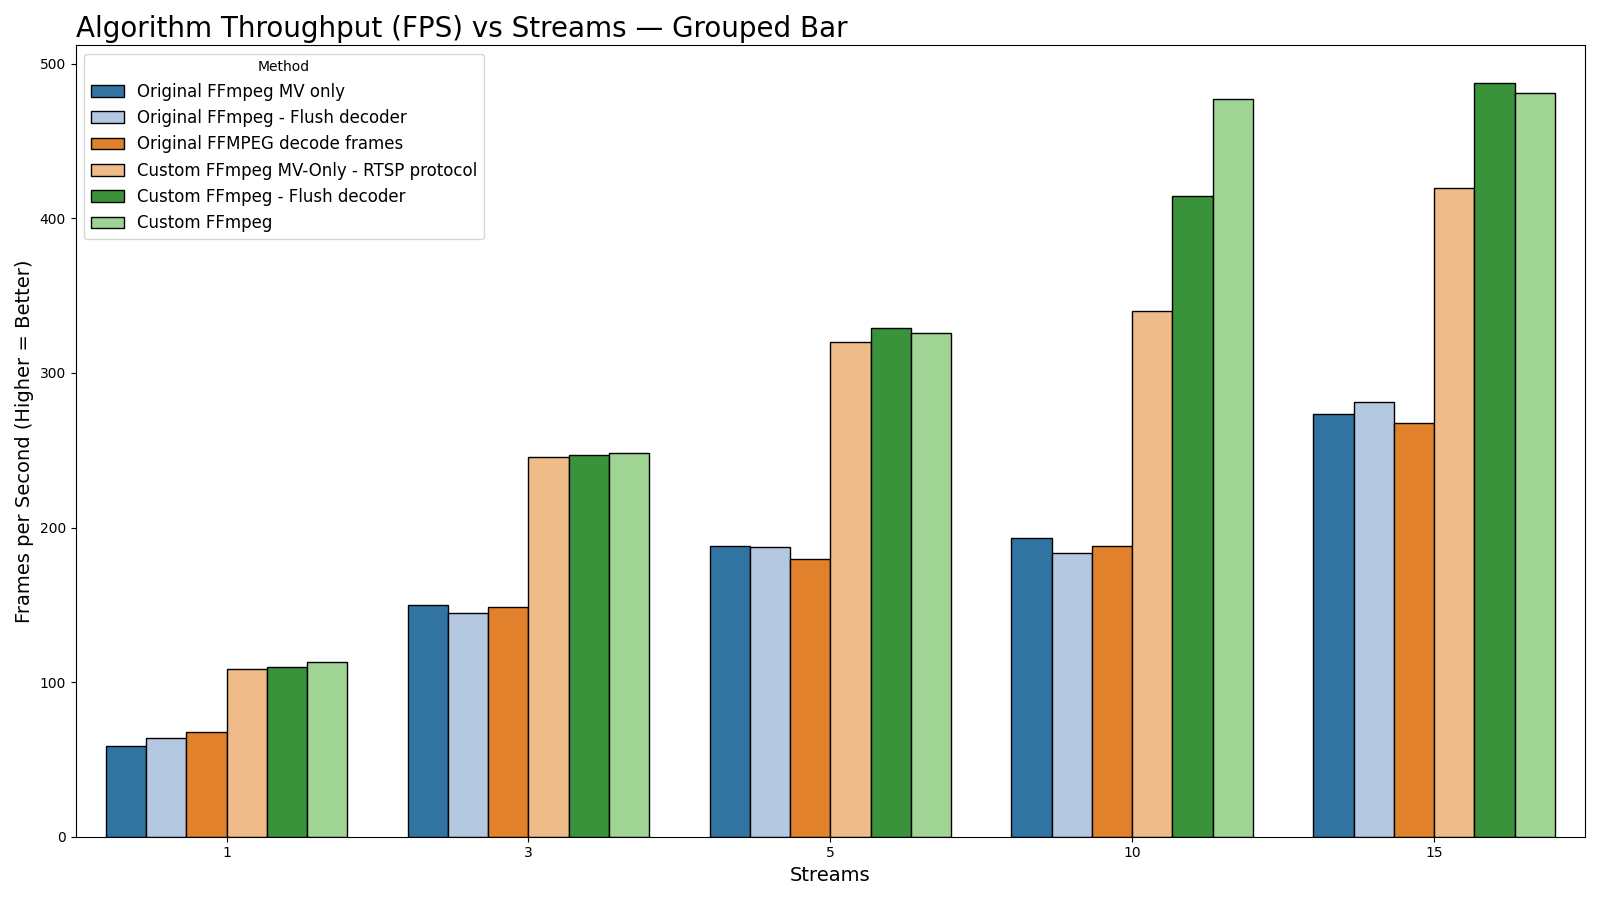 Algorithm Throughput (FPS) vs Streams — Grouped Bar
Method
Original FFmpeg MV only
Original FFmpeg - Flush decoder
Original FFMPEG decode frames
Custom FFmpeg MV-Only - RTSP protocol
Custom FFmpeg - Flush decoder
Custom FFmpeg
Frames per Second (Higher = Better)
500
400
300
200
100
0
1 3 5 10 15
Streams